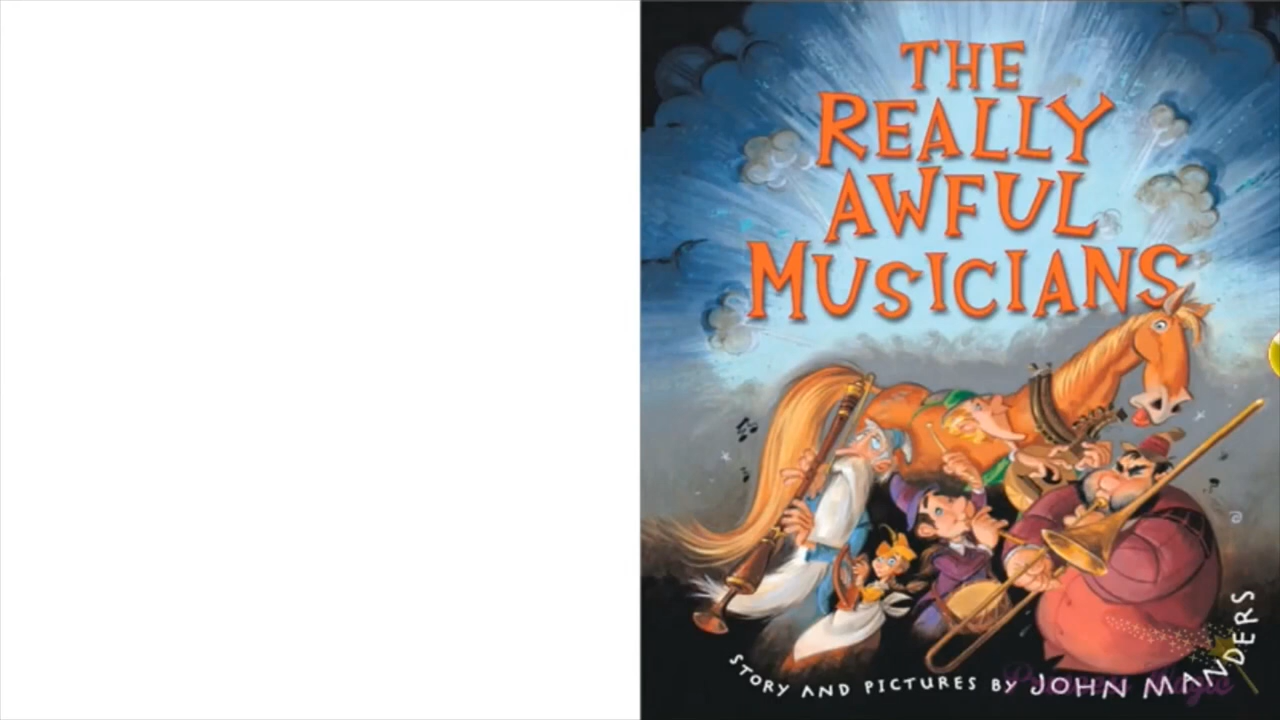 THE
REALLY
AWFUL
MUSICIANS
STORY AND PICTURES BY JOHN MANDERS